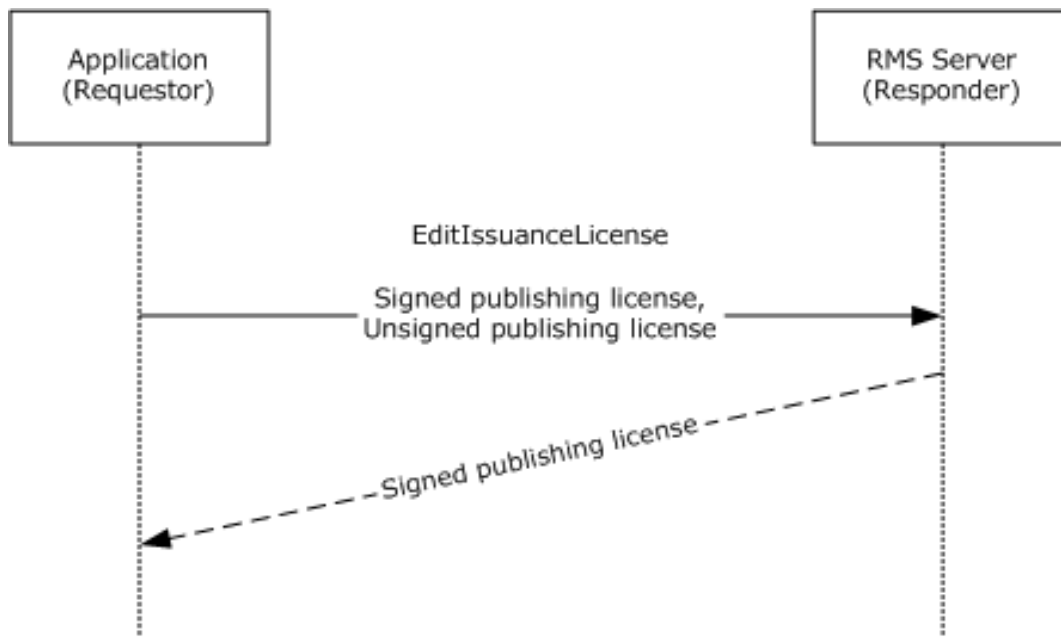 Application
(Requestor)
RMS Server
(Responder)
EditIssuanceLicense
Signed publishing license,
Unsigned publishing license
Signed publishing license